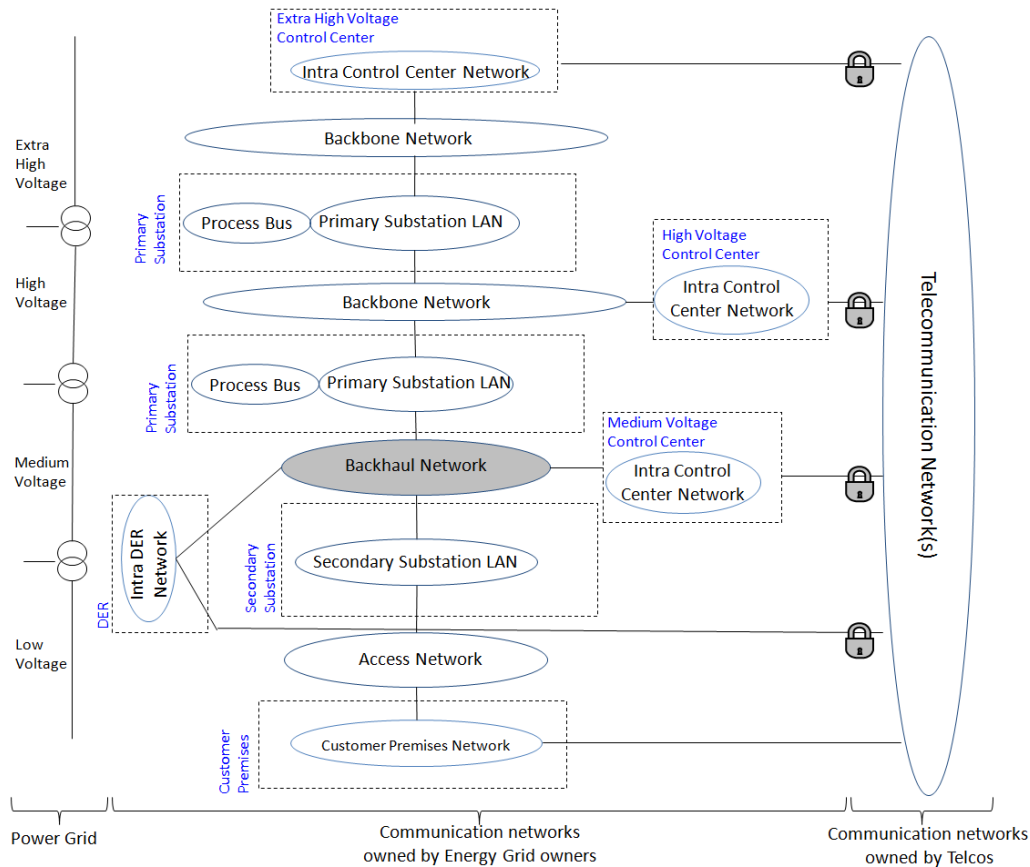 Extra High Voltage
Control Center
Intra Control Center Network
Backbone Network
Extra
High
Voltage
Primary
Substation
Process Bus
Primary Substation LAN
High Voltage
Control Center
Intra Control
Center Network
High
Voltage
Backbone Network
Primary
Substation
Process Bus
Primary Substation LAN
Medium Voltage
Control Center
Intra Control
Center Network
Medium
Voltage
Backhaul Network
DER
Intra DER
Network
Secondary
Substation
Secondary Substation LAN
Low
Voltage
Access Network
Customer
Premises
Customer Premises Network
Telecommunication Network(s)
Power Grid
Communication networks
owned by Energy Grid owners
Communication networks
owned by Telcos